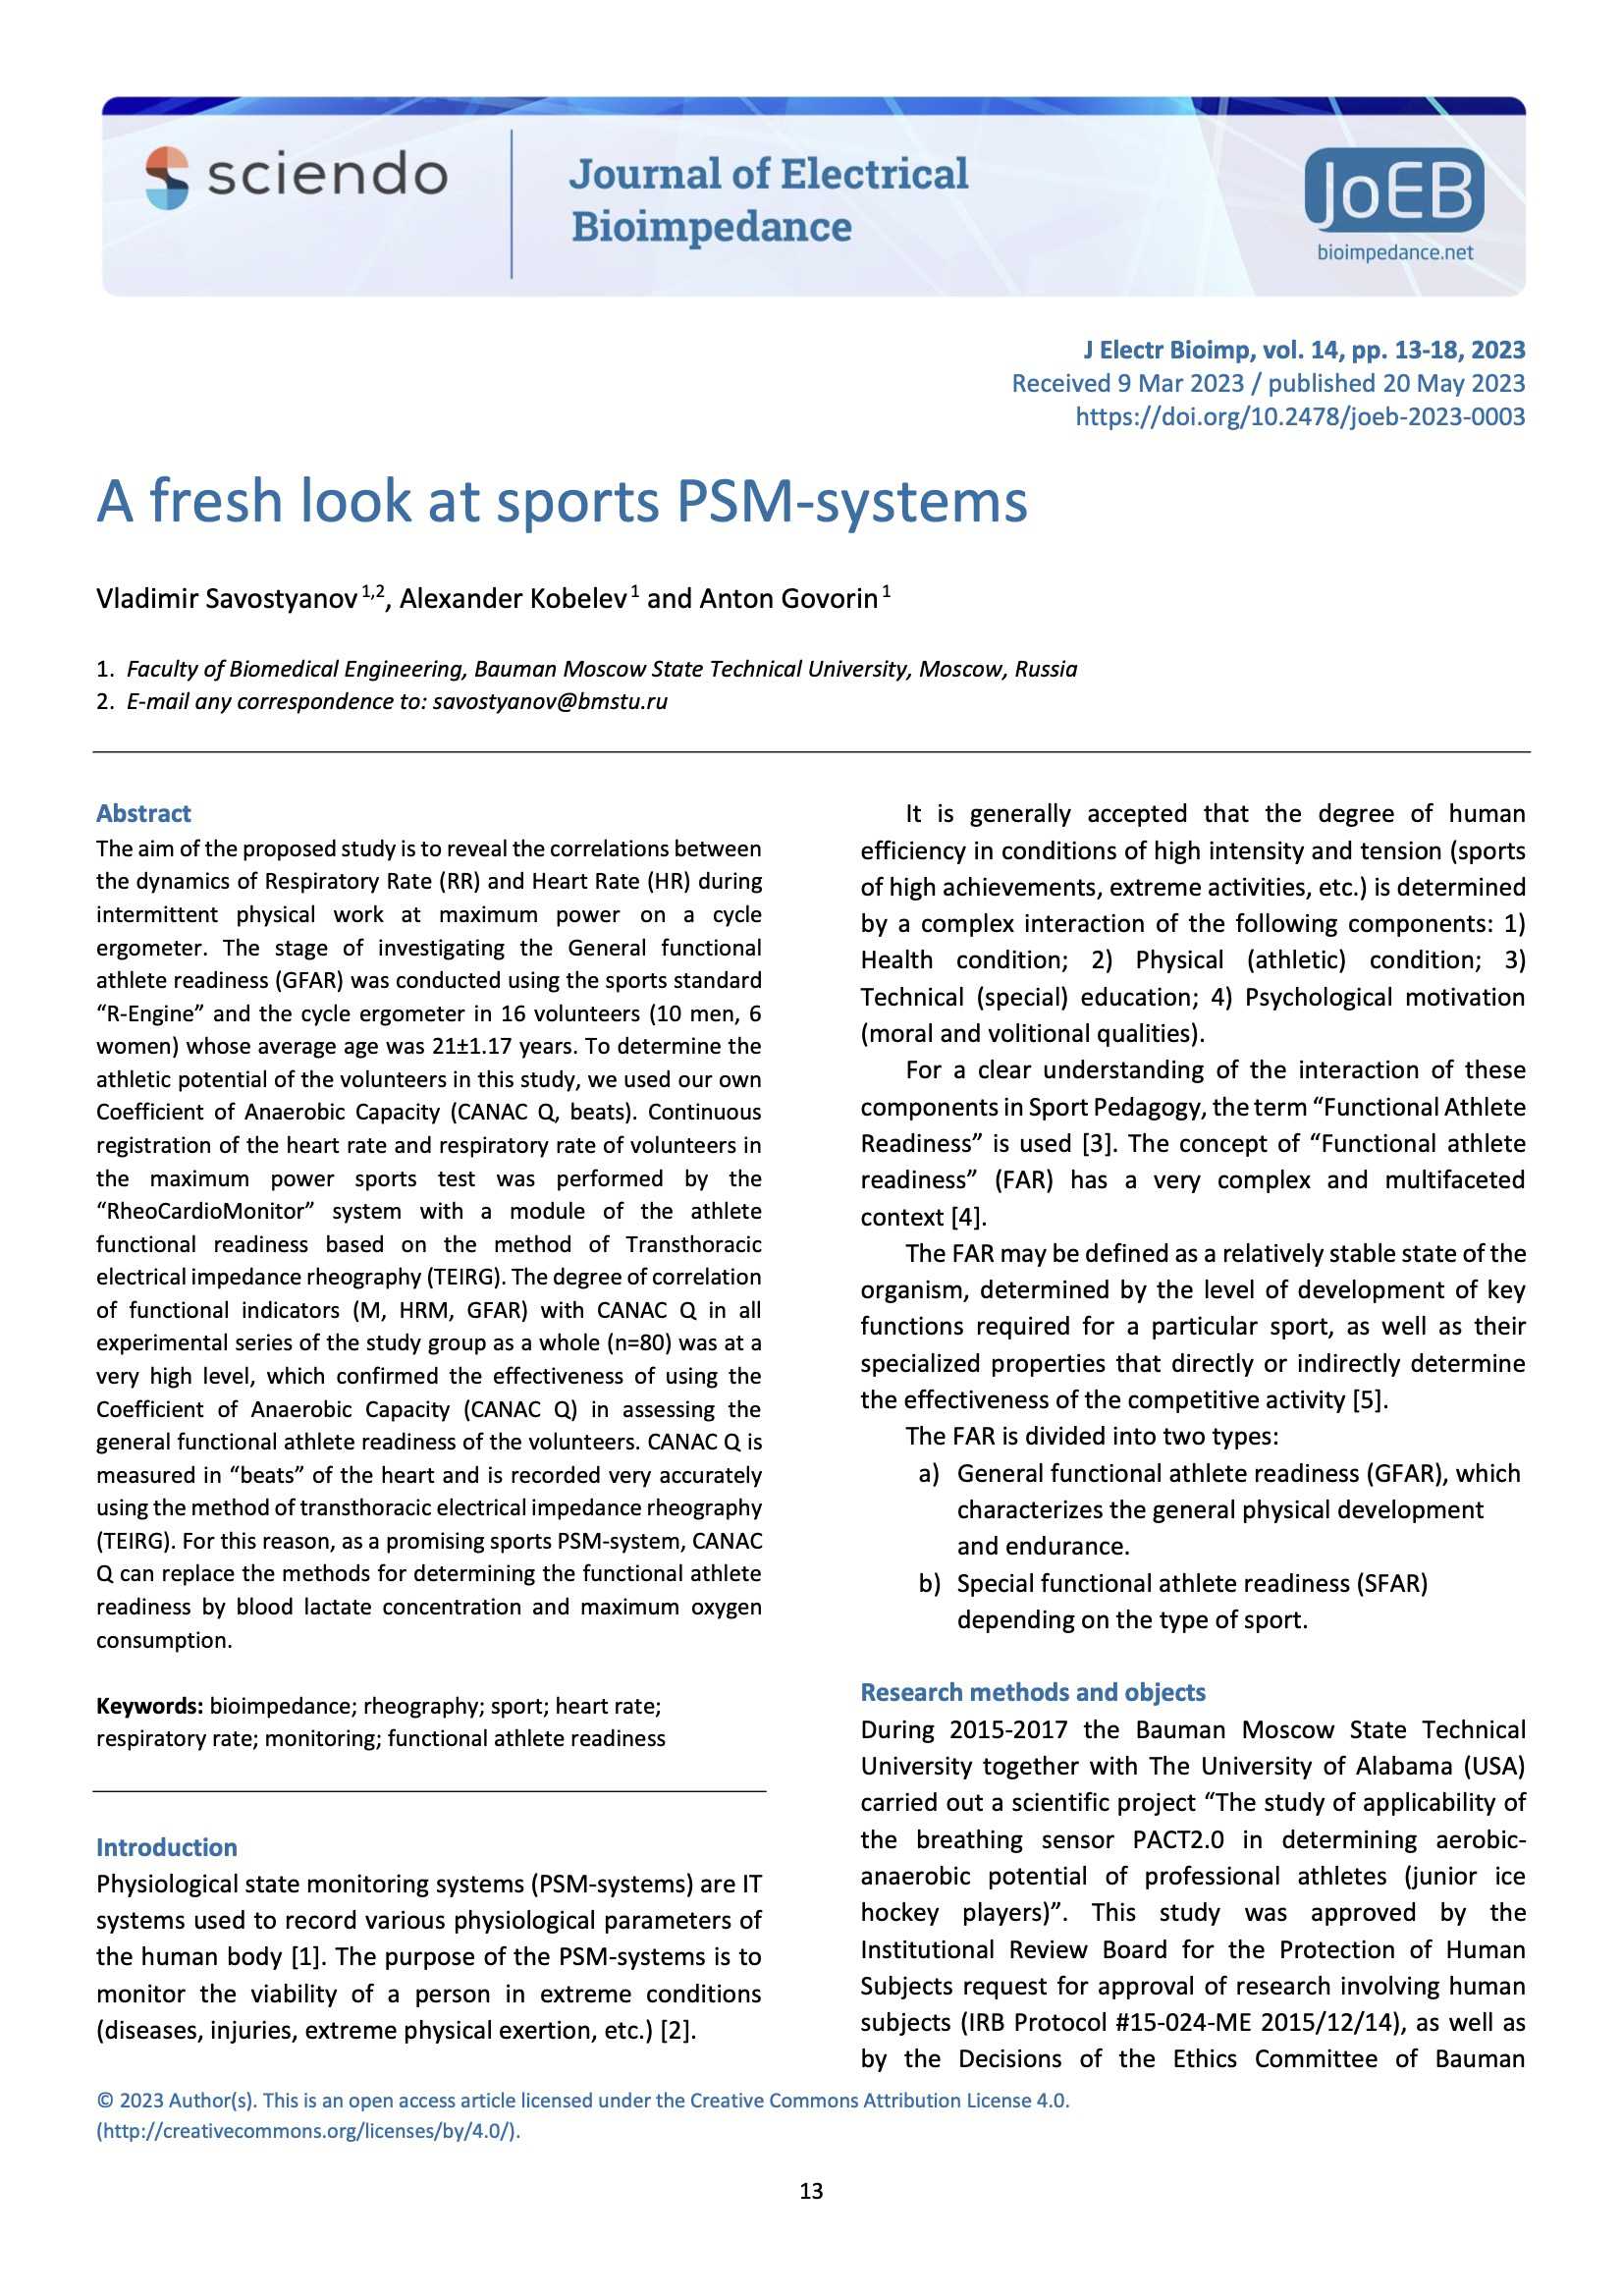 sciendo
Journal of Electrical
Bioimpedance
JoEB
bioimpedance.net
J Electr Bioimp, vol. 14, pp. 13-18, 2023
Received 9 Mar 2023 / published 20 May 2023
https://doi.org/10.2478/joeb-2023-0003
A fresh look at sports PSM-systems
Vladimir Savostyanov 1,2, Alexander Kobelev 1 and Anton Govorin 1
1. Faculty of Biomedical Engineering, Bauman Moscow State Technical University, Moscow, Russia
2. E-mail any correspondence to: savostyanov@bmstu.ru
Abstract
The aim of the proposed study is to reveal the correlations between
the dynamics of Respiratory Rate (RR) and Heart Rate (HR) during
intermittent physical work at maximum power on a cycle
ergometer. The stage of investigating the General functional
athlete readiness (GFAR) was conducted using the sports standard
“R-Engine” and the cycle ergometer in 16 volunteers (10 men, 6
women) whose average age was 21±1.17 years. To determine the
athletic potential of the volunteers in this study, we used our own
Coefficient of Anaerobic Capacity (CANAC Q, beats). Continuous
registration of the heart rate and respiratory rate of volunteers in
the maximum power sports test was performed by the
“RheoCardioMonitor” system with a module of the athlete
functional readiness based on the method of Transthoracic
electrical impedance rheography (TEIRG). The degree of correlation
of functional indicators (M, HRM, GFAR) with CANAC Q in all
experimental series of the study group as a whole (n=80) was at a
very high level, which confirmed the effectiveness of using the
Coefficient of Anaerobic Capacity (CANAC Q) in assessing the
general functional athlete readiness of the volunteers. CANAC Q is
measured in “beats” of the heart and is recorded very accurately
using the method of transthoracic electrical impedance rheography
(TEIRG). For this reason, as a promising sports PSM-system, CANAC
Q can replace the methods for determining the functional athlete
readiness by blood lactate concentration and maximum oxygen
consumption.
Keywords: bioimpedance; rheography; sport; heart rate;
respiratory rate; monitoring; functional athlete readiness
Introduction
Physiological state monitoring systems (PSM-systems) are IT
systems used to record various physiological parameters of
the human body [1]. The purpose of the PSM-systems is to
monitor the viability of a person in extreme conditions
(diseases, injuries, extreme physical exertion, etc.) [2].
It is generally accepted that the degree of human
efficiency in conditions of high intensity and tension (sports
of high achievements, extreme activities, etc.) is determined
by a complex interaction of the following components: 1)
Health condition; 2) Physical (athletic) condition; 3)
Technical (special) education; 4) Psychological motivation
(moral and volitional qualities).
For a clear understanding of the interaction of these
components in Sport Pedagogy, the term “Functional Athlete
Readiness” is used [3]. The concept of “Functional athlete
readiness” (FAR) has a very complex and multifaceted
context [4].
The FAR may be defined as a relatively stable state of the
organism, determined by the level of development of key
functions required for a particular sport, as well as their
specialized properties that directly or indirectly determine
the effectiveness of the competitive activity [5].
The FAR is divided into two types:
a) General functional athlete readiness (GFAR), which
characterizes the general physical development
and endurance.
b) Special functional athlete readiness (SFAR)
depending on the type of sport.
Research methods and objects
During 2015-2017 the Bauman Moscow State Technical
University together with The University of Alabama (USA)
carried out a scientific project “The study of applicability of
the breathing sensor PACT2.0 in determining aerobic-
anaerobic potential of professional athletes (junior ice
hockey players)”. This study was approved by the
Institutional Review Board for the Protection of Human
Subjects request for approval of research involving human
subjects (IRB Protocol #15-024-ME 2015/12/14), as well as
by the Decisions of the Ethics Committee of Bauman
© 2023 Author(s). This is an open access article licensed under the Creative Commons Attribution License 4.0.
(http://creativecommons.org/licenses/by/4.0/).
13